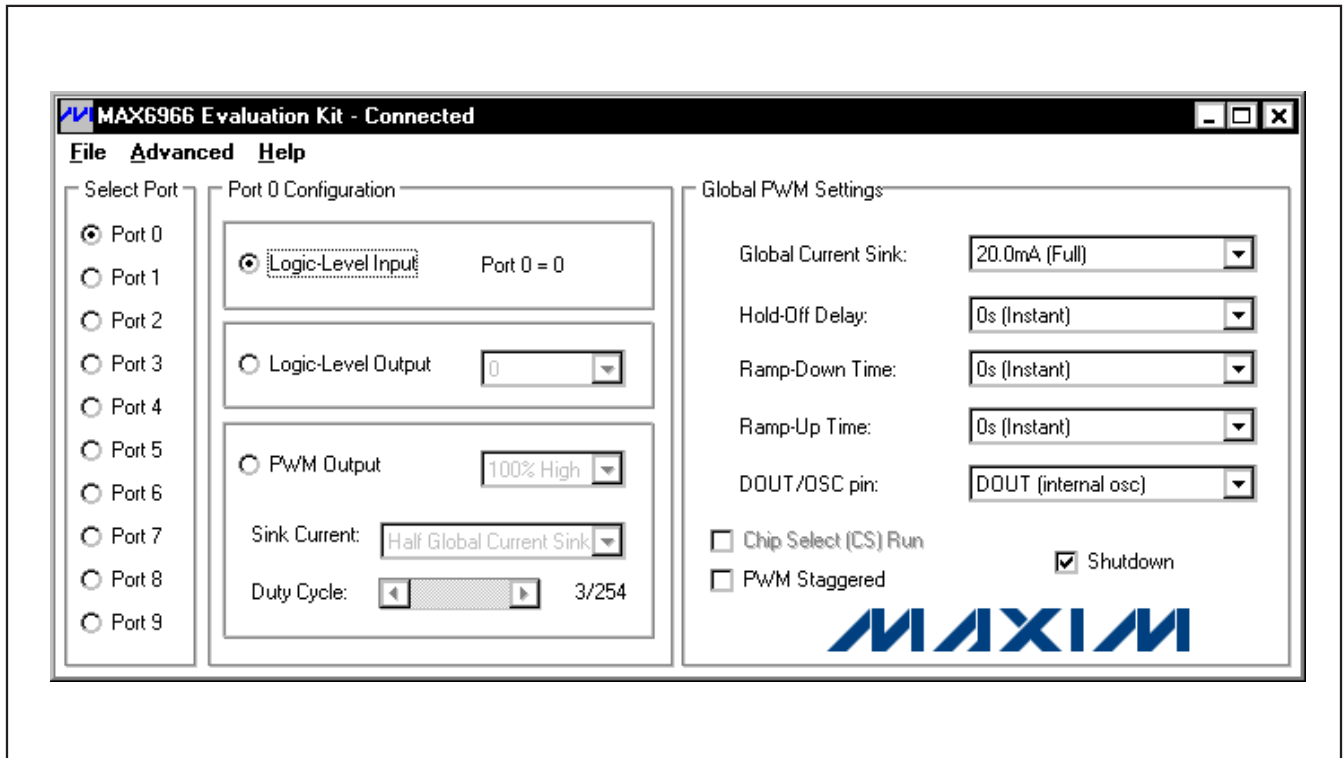 MAX6966 Evaluation Kit - Connected
File Advanced Help
Select Port
Port 0
Port 1
Port 2
Port 3
Port 4
Port 5
Port 6
Port 7
Port 8
Port 9
Port 0 Configuration
Logic-Level Input Port 0 = 0
Logic-Level Output 0
PWM Output 100% High
Sink Current: Half Global Current Sink
Duty Cycle: 3/254
Global PWM Settings
Global Current Sink: 20.0mA (Full)
Hold-Off Delay: 0s (Instant)
Ramp-Down Time: 0s (Instant)
Ramp-Up Time: 0s (Instant)
DOUT/OSC pin: DOUT (internal osc)
Chip Select (CS) Run
Shutdown
PWM Staggered
MAXIM